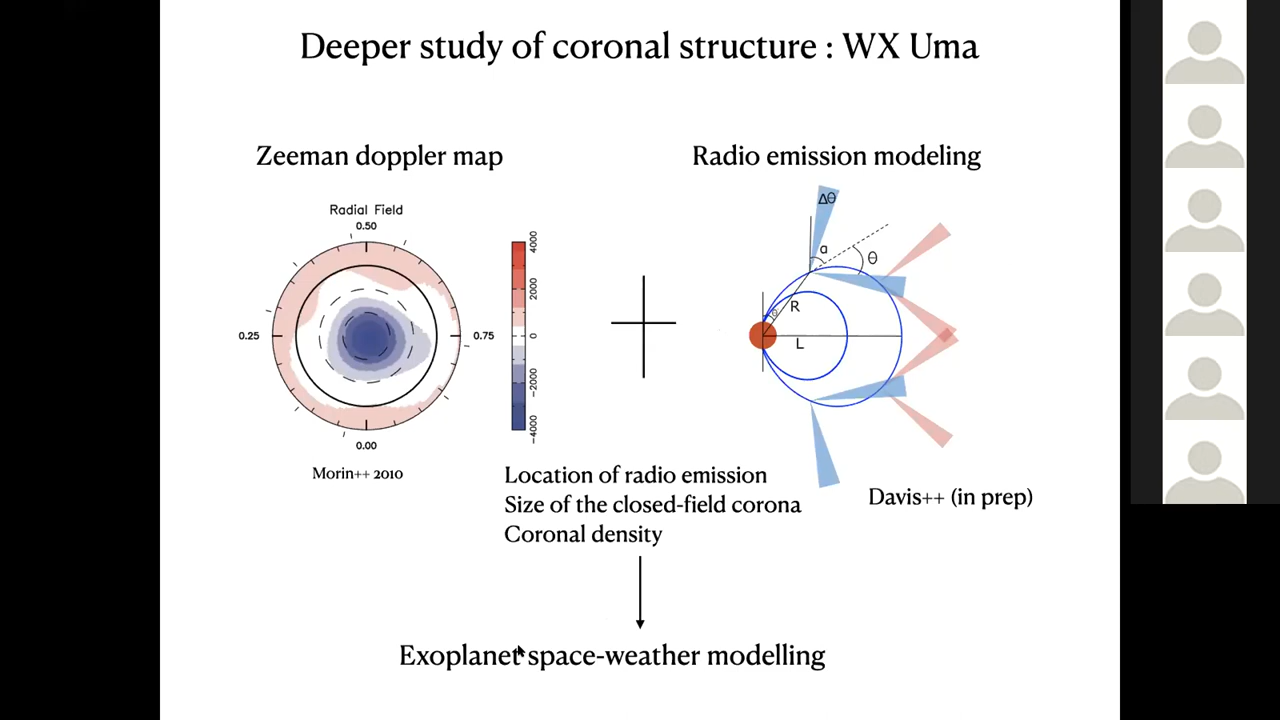 Deeper study of coronal structure : WX Uma
Zeeman doppler map
Radio emission modeling
Radial Field
0.50
0.25
0.75
0.00
4000
2000
0
−2000
−4000
Morin++ 2010
Δθ
a
θ
R
θ
L
Davis++ (in prep)
Location of radio emission
Size of the closed-field corona
Coronal density
Exoplanet space-weather modelling